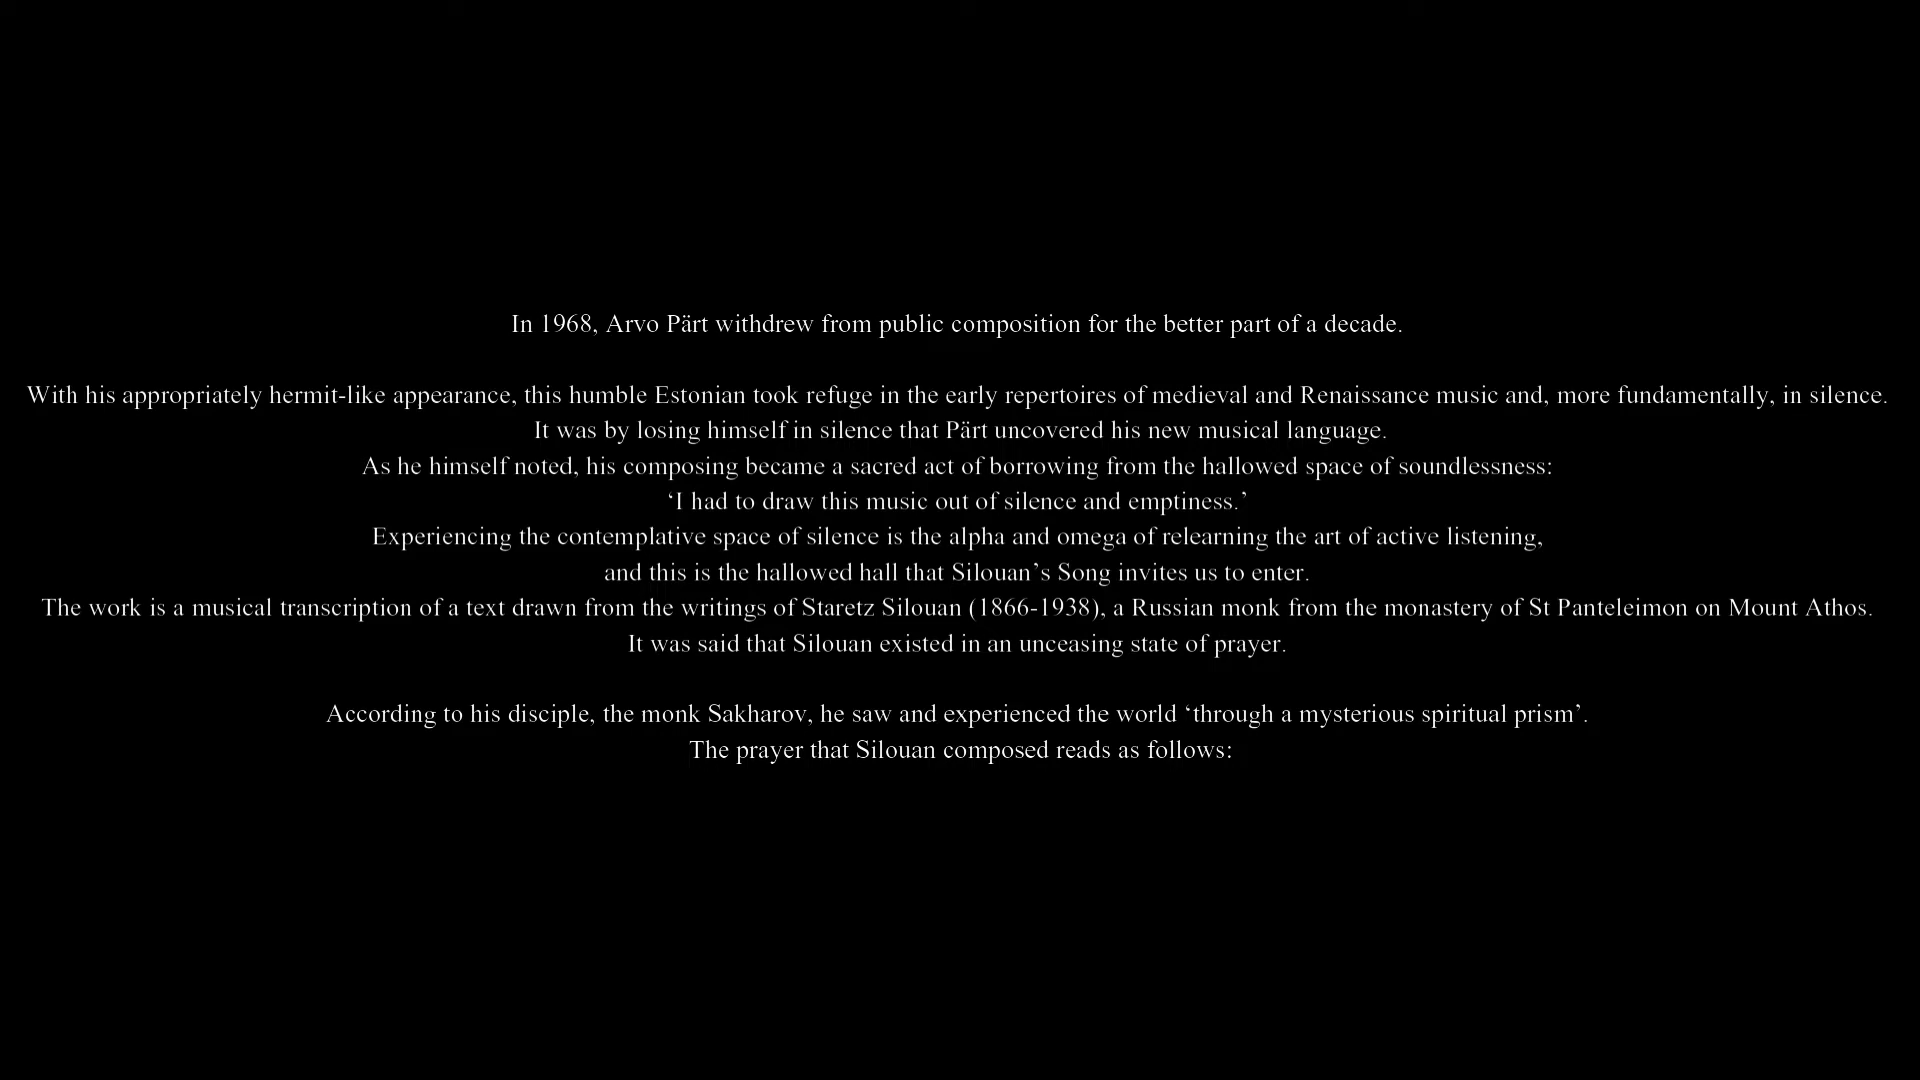 In 1968, Arvo Pärt withdrew from public composition for the better part of a decade.
With his appropriately hermit-like appearance, this humble Estonian took refuge in the early repertoires of medieval and Renaissance music and, more fundamentally, in silence.
It was by losing himself in silence that Pärt uncovered his new musical language.
As he himself noted, his composing became a sacred act of borrowing from the hallowed space of soundlessness:
‘I had to draw this music out of silence and emptiness.’
Experiencing the contemplative space of silence is the alpha and omega of relearning the art of active listening,
and this is the hallowed hall that Silouan’s Song invites us to enter.
The work is a musical transcription of a text drawn from the writings of Staretz Silouan (1866-1938), a Russian monk from the monastery of St Panteleimon on Mount Athos.
It was said that Silouan existed in an unceasing state of prayer.
According to his disciple, the monk Sakharov, he saw and experienced the world ‘through a mysterious spiritual prism’.
The prayer that Silouan composed reads as follows: